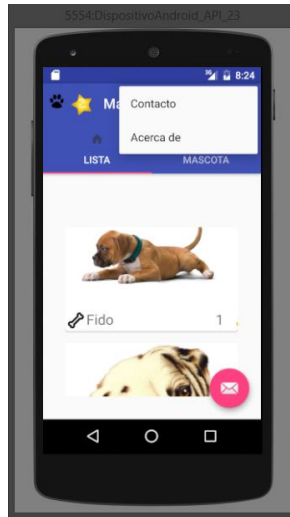 5554:DispositivoAndroid_API_23
8:24
Ma
Contacto
Acerca de
LISTA
MASCOTA
Fido 1